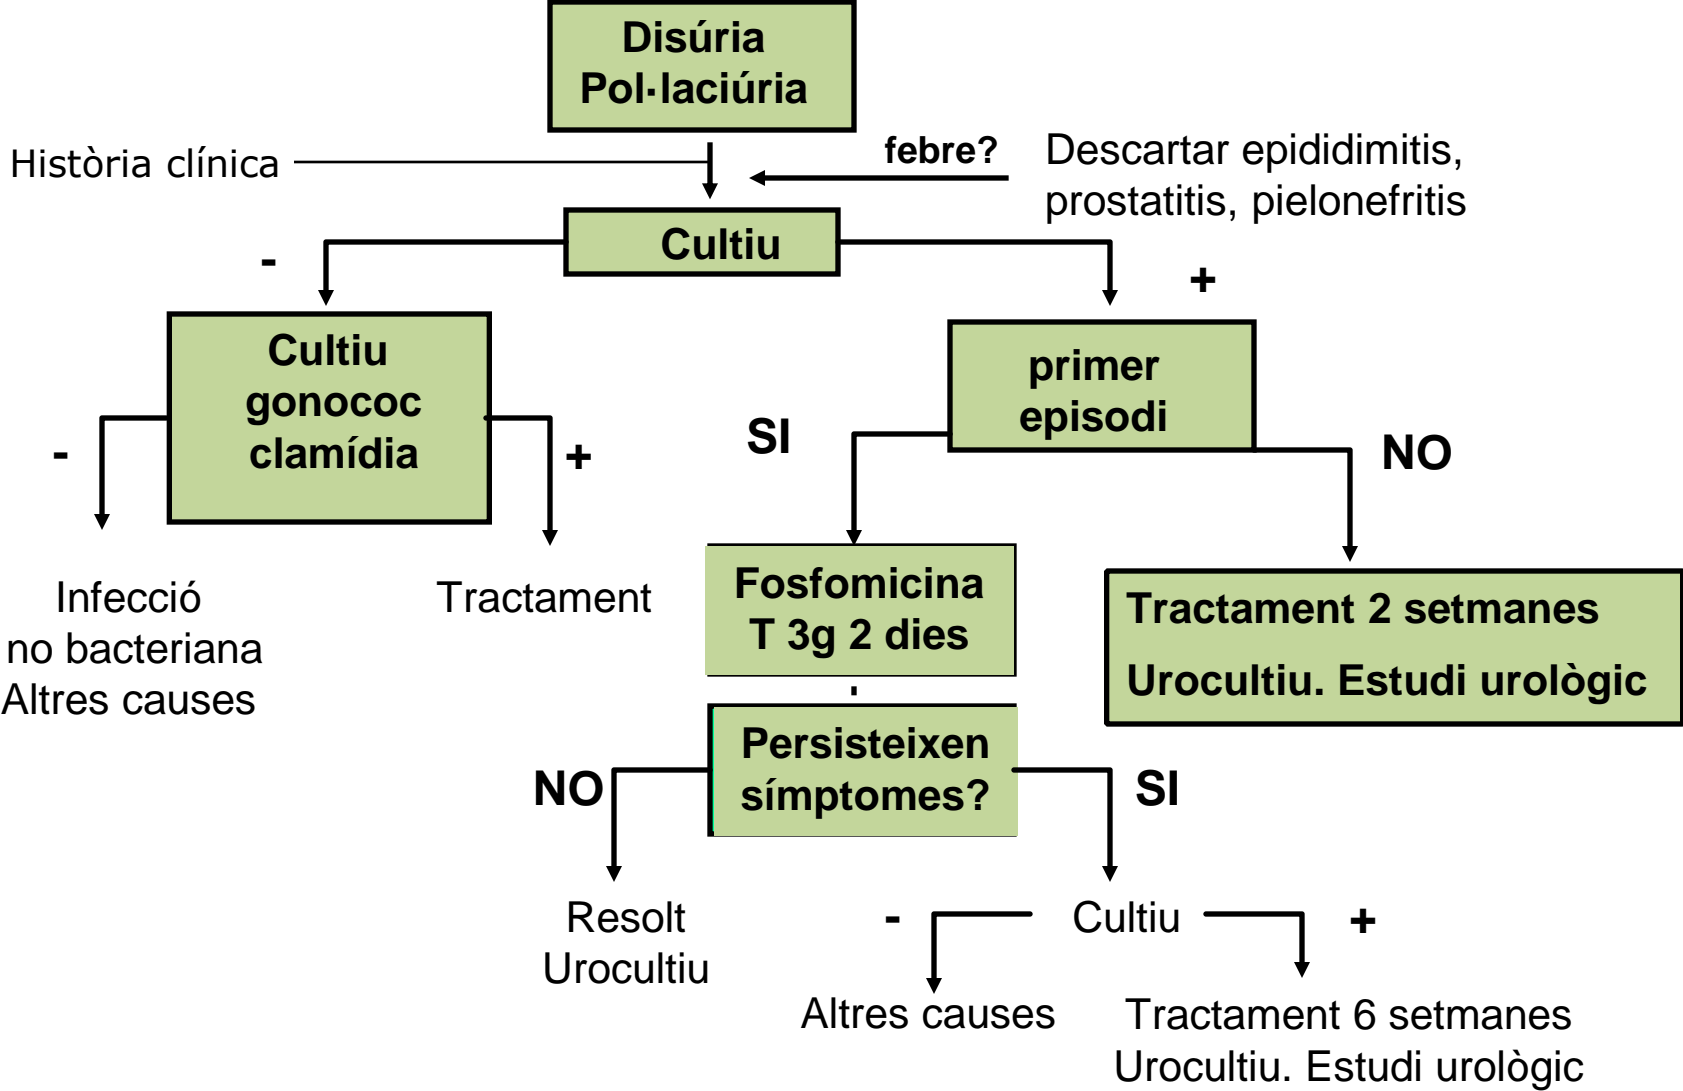 Disúria
Pol·laciúria
Història clínica
febre?
Descartar epididimitis,
prostatitis, pielonefritis
Cultiu
-
+
Cultiu
gonococ
clamídia
primer
episodi
-
+
SI
NO
Infecció
no bacteriana
Altres causes
Tractament
Fosfomicina
T 3g 2 dies
Tractament 2 setmanes
Urocultiu. Estudi urològic
Persisteixen
símptomes?
NO
SI
Resolt
Urocultiu
-
Cultiu
+
Altres causes
Tractament 6 setmanes
Urocultiu. Estudi urològic